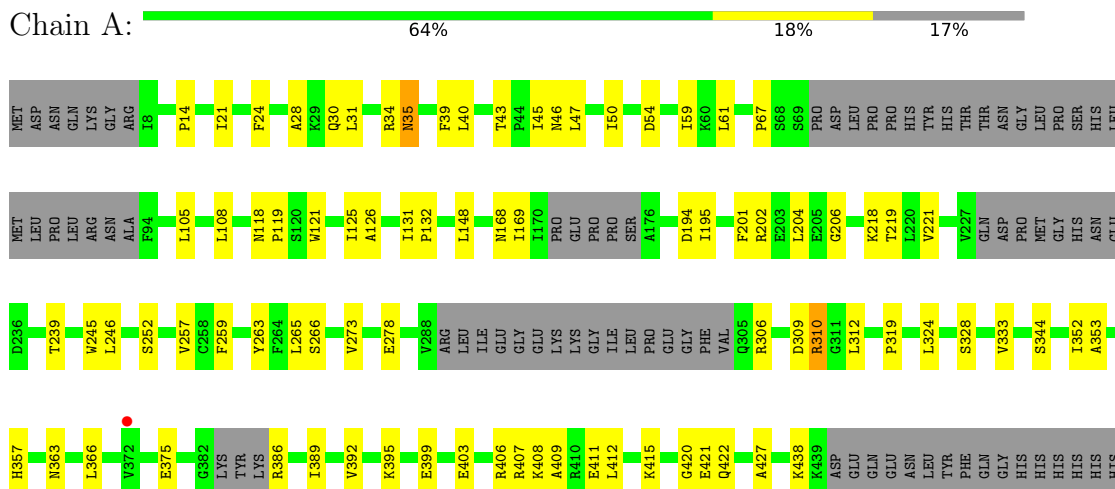 Chain A:
64% 18% 17%
MET ASP ASN GLN LYS GLY ARG I8 P14 I21 F24 A28 K29 Q30 L31 R34 N35 F39 L40 T43 P44 I45 N46 L47 I50 D54 I59 K60 L61 P67 S68 S69 PRO ASP LEU PRO PRO HIS TYR HIS THR THR ASN GLY LEU PRO SER HIS LEU
MET LEU PRO LEU ARG ASN ALA F94 L105 L108 N118 P119 S120 W121 I125 A126 I131 P132 L148 N168 I169 I170 PRO GLU PRO PRO SER A176 D194 I195 F201 R202 E203 L204 E205 G206 K218 T219 L220 V221 V227 GLN ASP PRO MET GLY HIS ASN GLU
D236 T239 W245 L246 S252 V257 C258 F259 Y263 F264 L265 S266 V273 E278 V288 ARG LEU ILE GLU GLY GLU LYS LYS GLY ILE LEU PRO GLU GLY PHE VAL Q305 R306 D309 R310 G311 L312 P319 L324 S328 V333 S344 I352 A353
H357 N363 L366 V372 E375 G382 LYS TYR LYS R386 I389 V392 K395 E399 E403 R406 R407 K408 A409 R410 E411 L412 K415 G420 E421 Q422 A427 K438 K439 ASP GLU GLN GLU ASN LEU TYR PHE GLN GLY HIS HIS HIS HIS HIS HIS